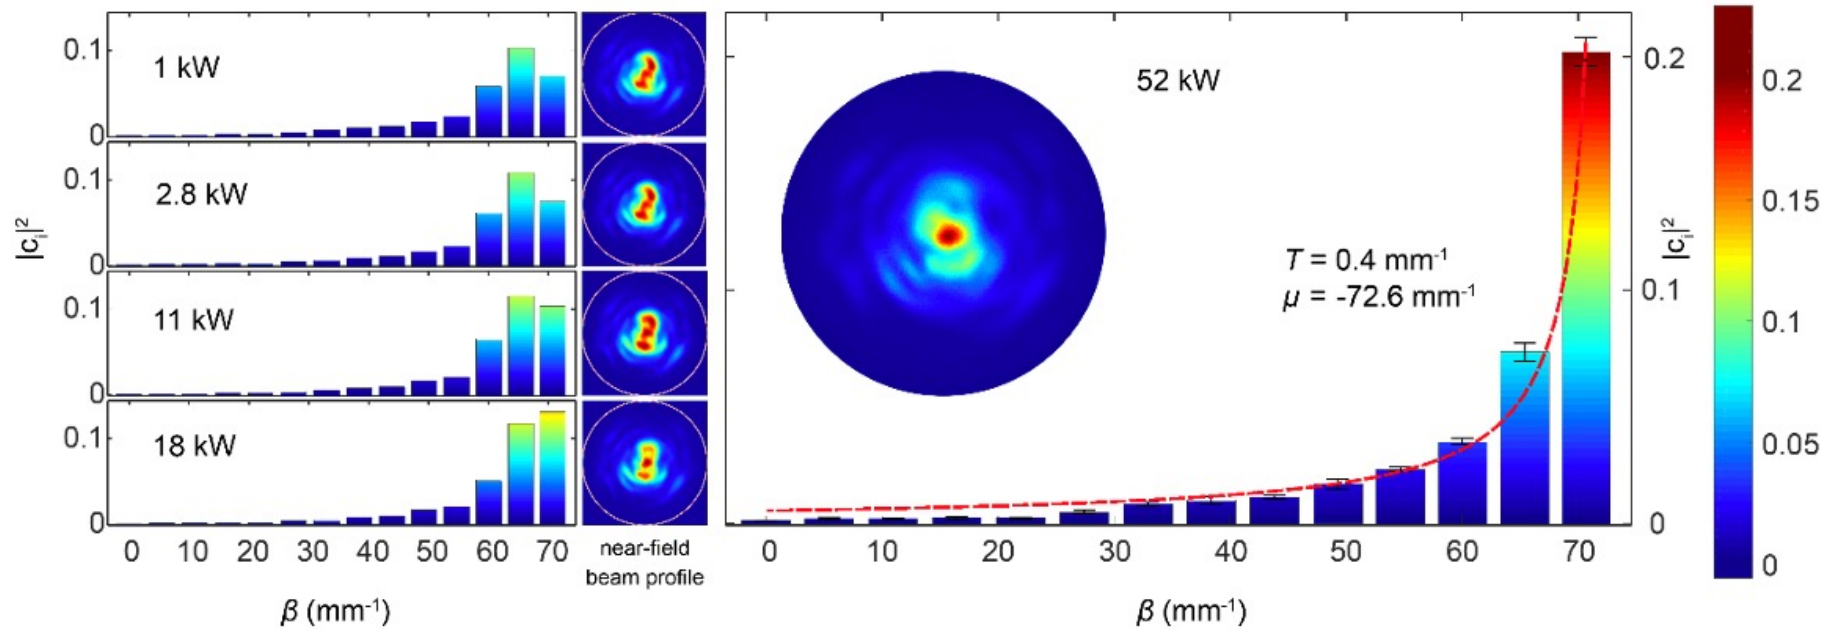 |cᵢ|²
0.1
0
1 kW
0.1
0
2.8 kW
0.1
0
11 kW
0.1
0
18 kW
0 10 20 30 40 50 60 70
β (mm⁻¹)
near-field
beam profile
52 kW
T = 0.4 mm⁻¹
μ = -72.6 mm⁻¹
0 10 20 30 40 50 60 70
β (mm⁻¹)
0.2
0.1
0
|cᵢ|²
0.2
0.15
0.1
0.05
0